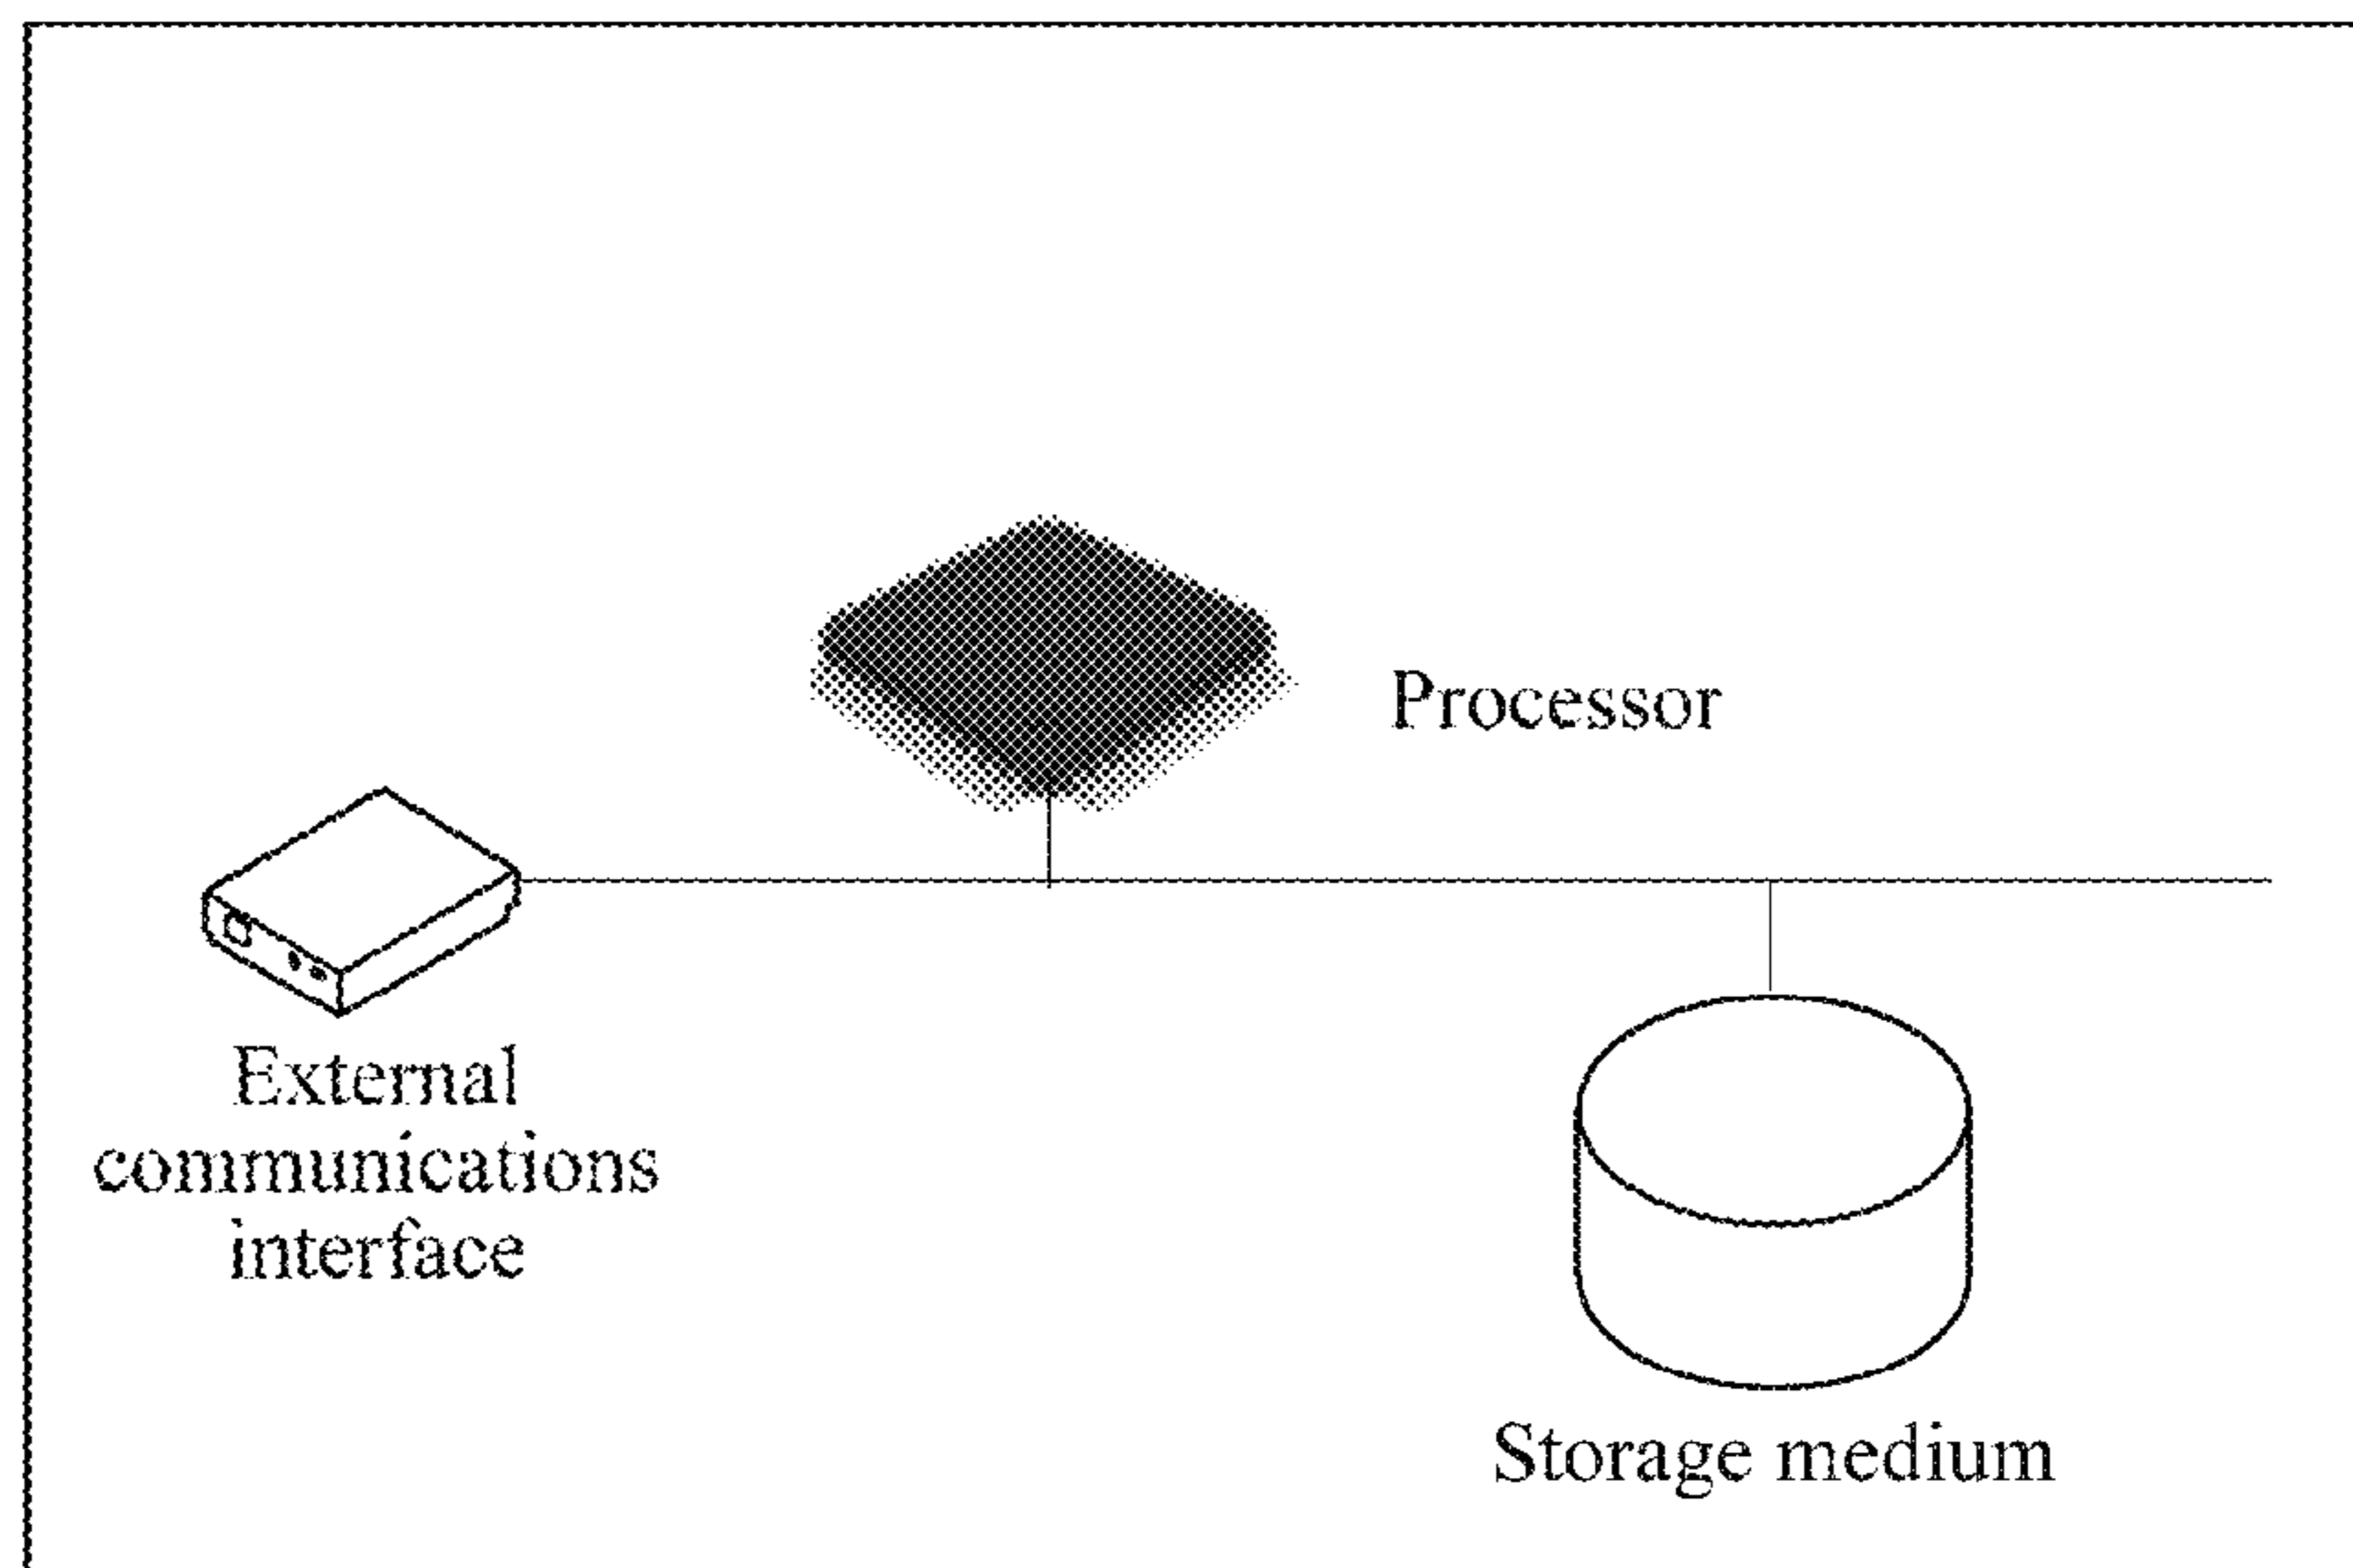 Processor
External
communications
interface
Storage medium